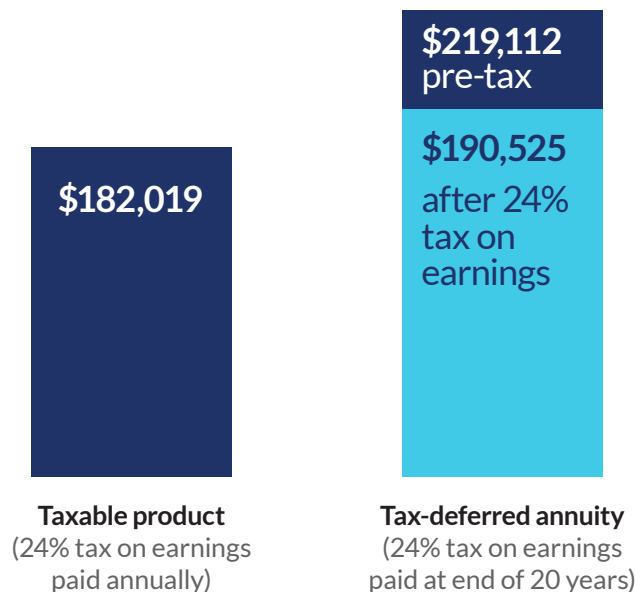 $182,019
$219,112
pre-tax
$190,525
after 24%
tax on
earnings
Taxable product
(24% tax on earnings
paid annually)
Tax-deferred annuity
(24% tax on earnings
paid at end of 20 years)